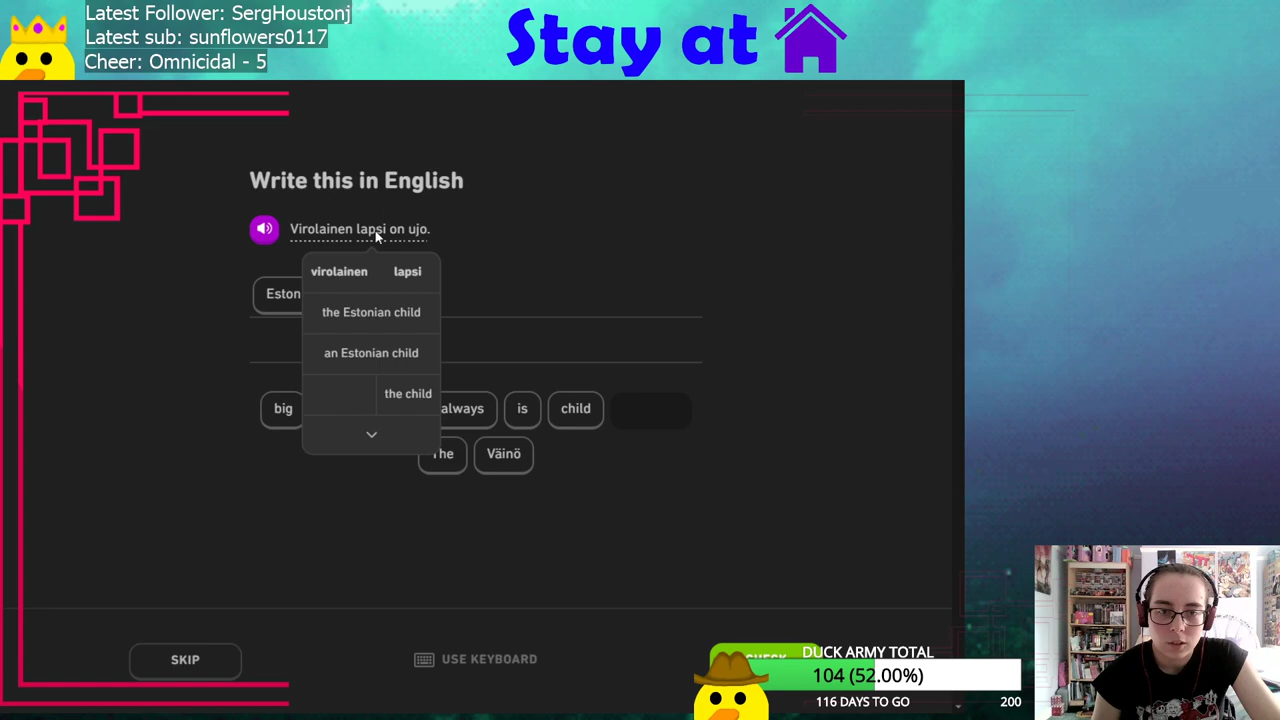 Latest Follower: SergHoustonj
Latest sub: sunflowers0117
Cheer: Omnicidal - 5
Stay at
Write this in English
Virolainen lapsi on ujo.
virolainen lapsi
Eston
the Estonian child
an Estonian child
the child
big always is child
The Väinö
SKIP
USE KEYBOARD
CHECK
DUCK ARMY TOTAL
104 (52.00%)
116 DAYS TO GO 200